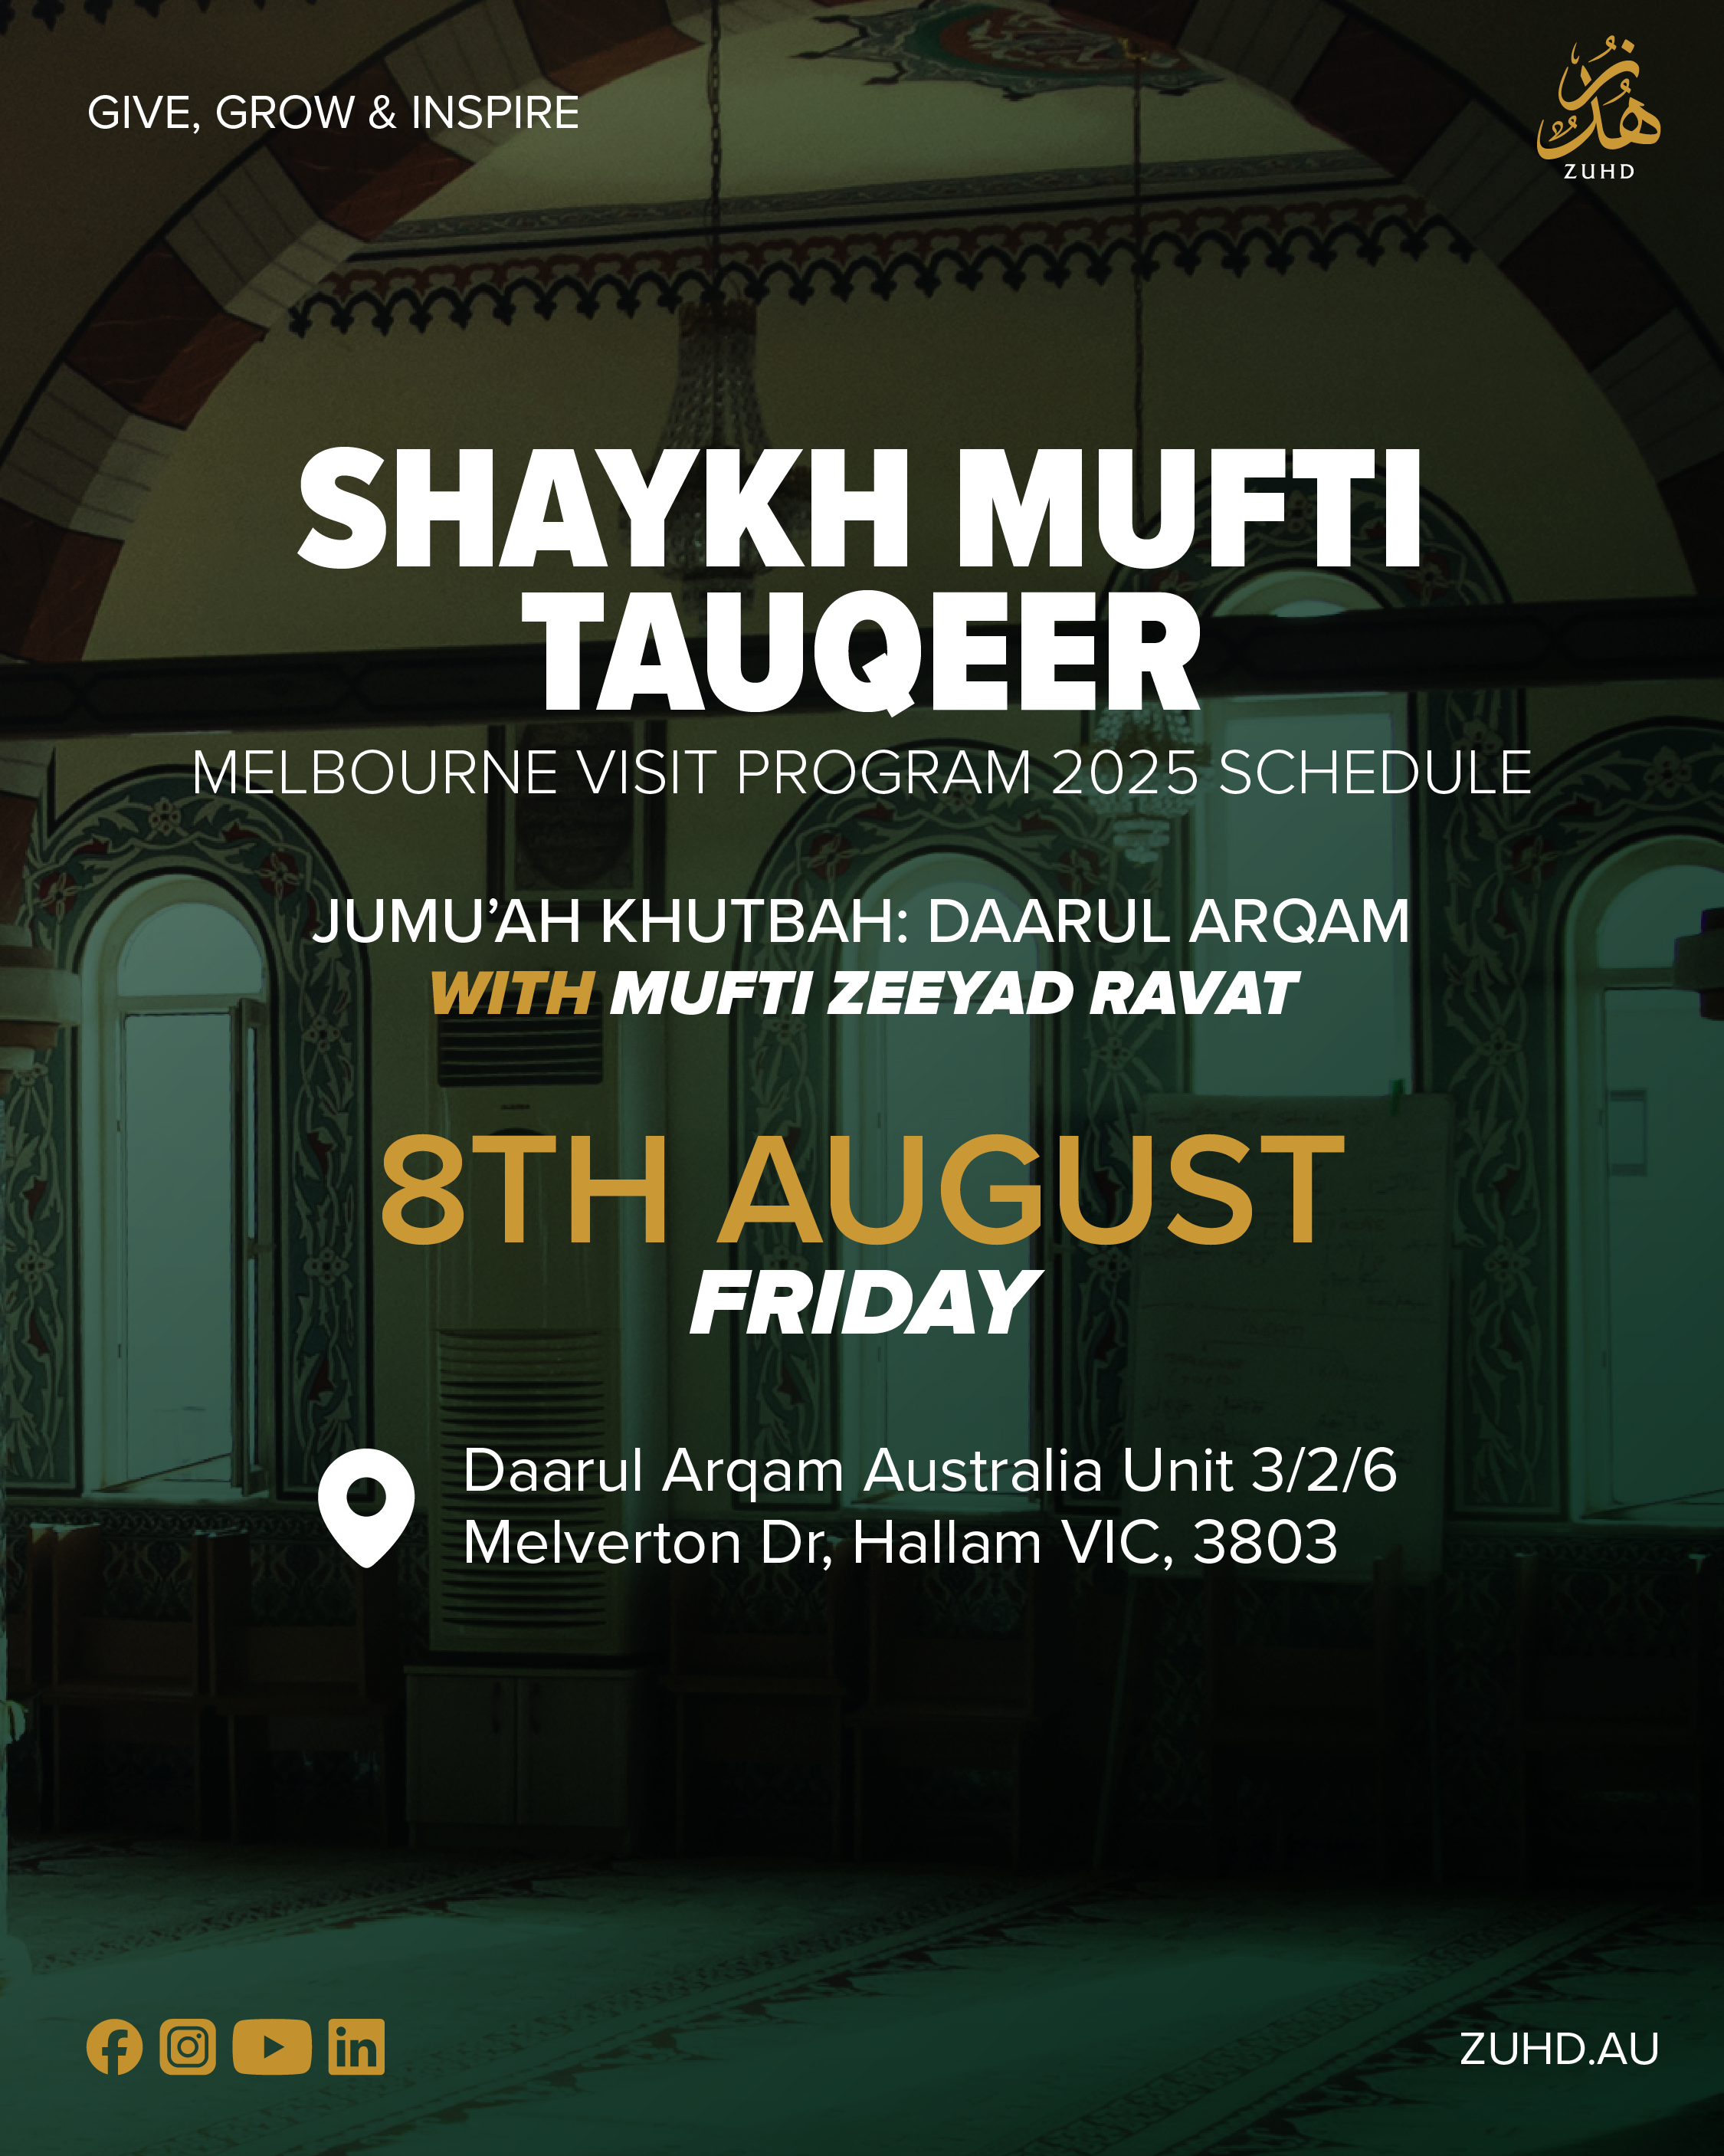 GIVE, GROW & INSPIRE
زُهْد
ZUHD
SHAYKH MUFTI
TAUQEER
MELBOURNE VISIT PROGRAM 2025 SCHEDULE
JUMU’AH KHUTBAH: DAARUL ARQAM
WITH MUFTI ZEEYAD RAVAT
8TH AUGUST
FRIDAY
Daarul Arqam Australia Unit 3/2/6
Melverton Dr, Hallam VIC, 3803
ZUHD.AU